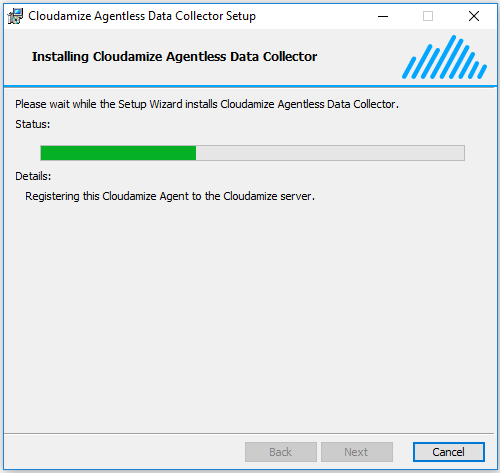 Cloudamize Agentless Data Collector Setup
Installing Cloudamize Agentless Data Collector
Please wait while the Setup Wizard installs Cloudamize Agentless Data Collector.
Status:
Details:
Registering this Cloudamize Agent to the Cloudamize server.
Back Next Cancel